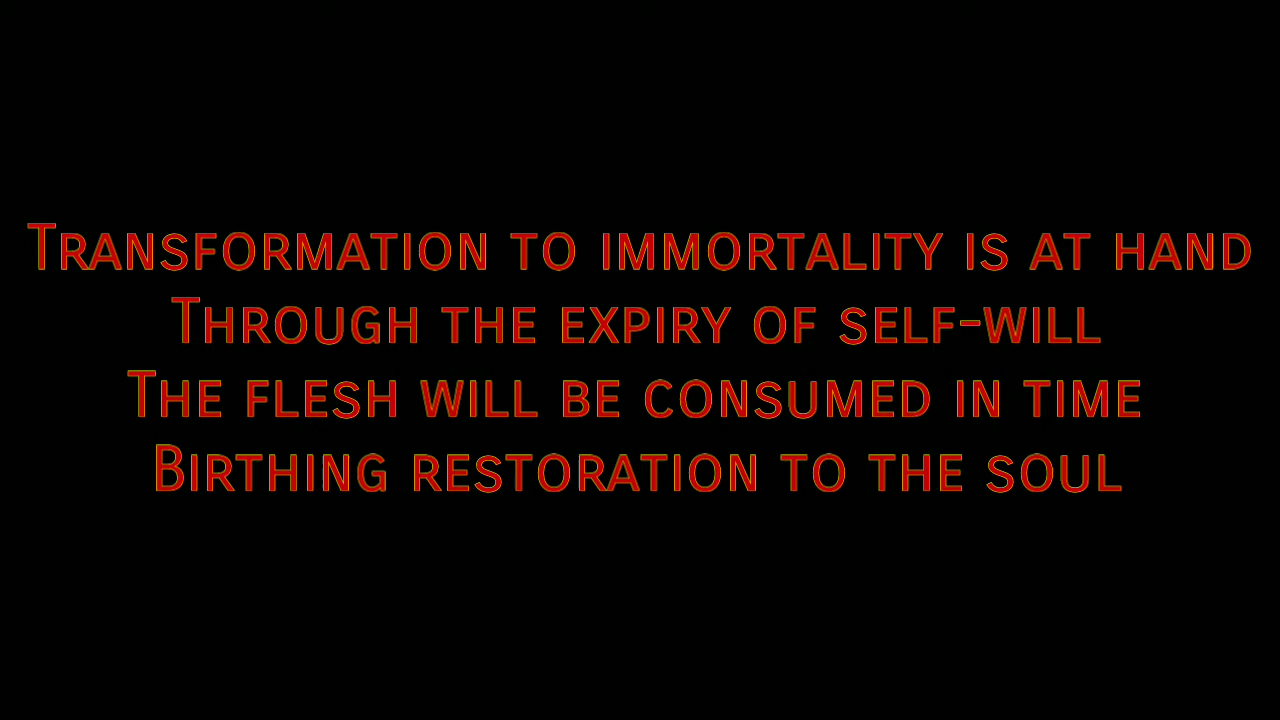 Transformation to immortality is at hand
Through the expiry of self-will
The flesh will be consumed in time
Birthing restoration to the soul